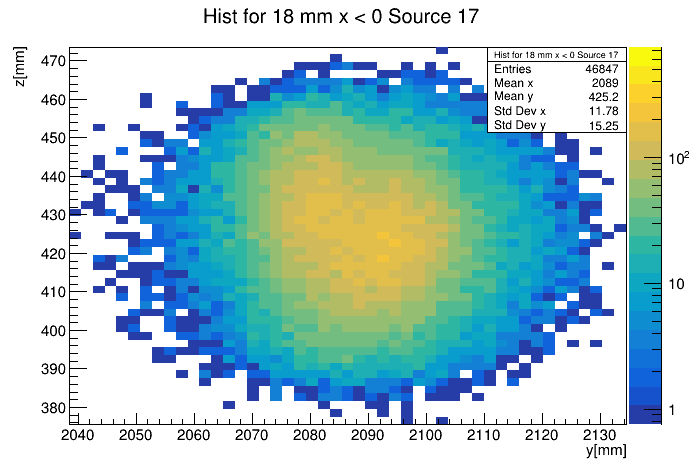 Hist for 18 mm x < 0 Source 17
z[mm]
Hist for 18 mm x < 0 Source 17
Entries 46847
Mean x 2089
Mean y 425.2
Std Dev x 11.78
Std Dev y 15.25
470
460
450
440
430
420
410
400
390
380
2040 2050 2060 2070 2080 2090 2100 2110 2120 2130
y[mm]
10²
10
1